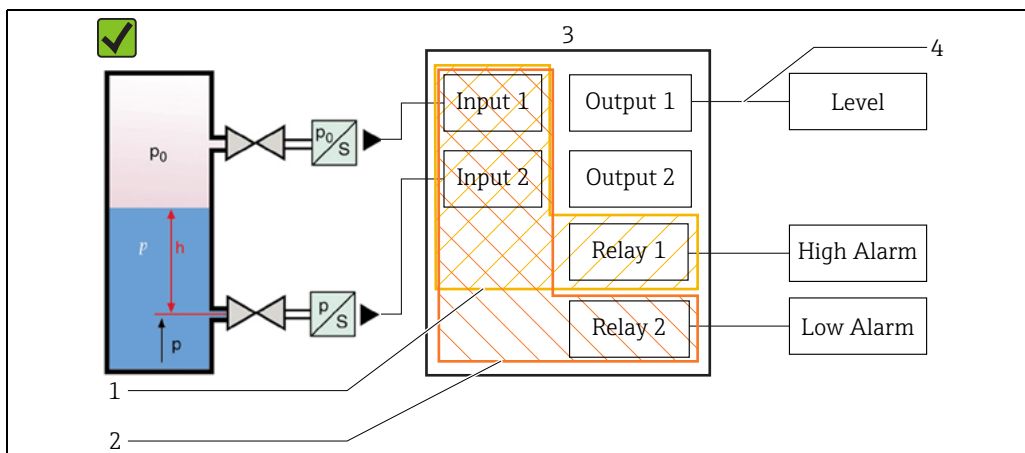 3
4
p0
p0/S
Input 1
Output 1
Level
Input 2
Output 2
p
h
Relay 1
High Alarm
p/S
p
Relay 2
Low Alarm
1
2